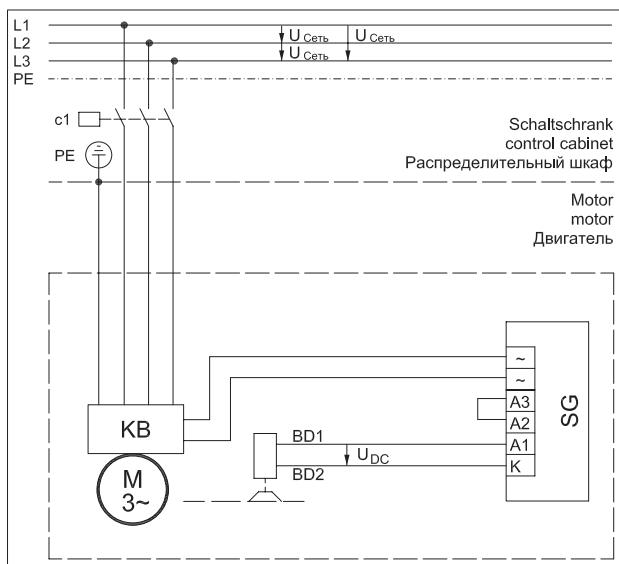 L1
L2
L3
PE
U Сеть
U Сеть
U Сеть
c1
PE
Schaltschrank
control cabinet
Распределительный шкаф
Motor
motor
Двигатель
KB
M
3~
BD1
BD2
U DC
~
~
A3
A2
A1
K
SG